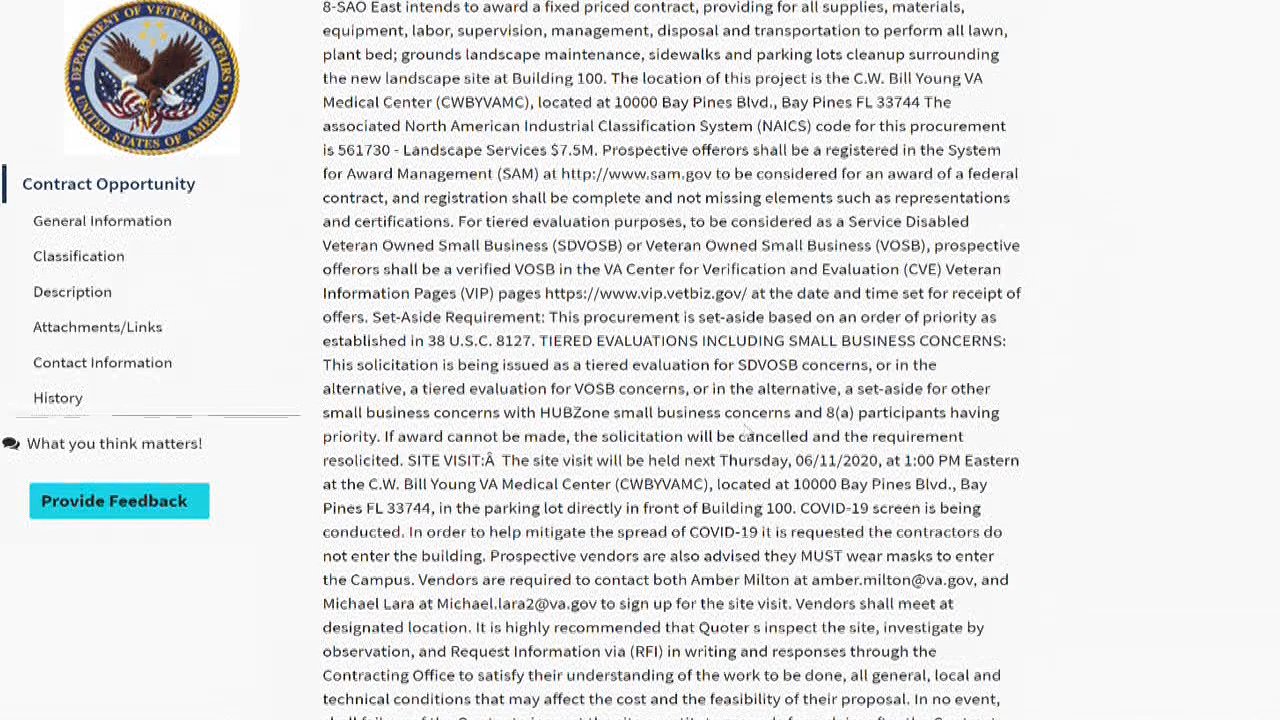 DEPARTMENT OF VETERANS AFFAIRS
UNITED STATES OF AMERICA
Contract Opportunity
General Information
Classification
Description
Attachments/Links
Contact Information
History
What you think matters!
Provide Feedback
8-SAO East intends to award a fixed priced contract, providing for all supplies, materials,
equipment, labor, supervision, management, disposal and transportation to perform all lawn,
plant bed; grounds landscape maintenance, sidewalks and parking lots cleanup surrounding
the new landscape site at Building 100. The location of this project is the C.W. Bill Young VA
Medical Center (CWBYVAMC), located at 10000 Bay Pines Blvd., Bay Pines FL 33744 The
associated North American Industrial Classification System (NAICS) code for this procurement
is 561730 - Landscape Services $7.5M. Prospective offerors shall be a registered in the System
for Award Management (SAM) at http://www.sam.gov to be considered for an award of a federal
contract, and registration shall be complete and not missing elements such as representations
and certifications. For tiered evaluation purposes, to be considered as a Service Disabled
Veteran Owned Small Business (SDVOSB) or Veteran Owned Small Business (VOSB), prospective
offerors shall be a verified VOSB in the VA Center for Verification and Evaluation (CVE) Veteran
Information Pages (VIP) pages https://www.vip.vetbiz.gov/ at the date and time set for receipt of
offers. Set-Aside Requirement: This procurement is set-aside based on an order of priority as
established in 38 U.S.C. 8127. TIERED EVALUATIONS INCLUDING SMALL BUSINESS CONCERNS:
This solicitation is being issued as a tiered evaluation for SDVOSB concerns, or in the
alternative, a tiered evaluation for VOSB concerns, or in the alternative, a set-aside for other
small business concerns with HUBZone small business concerns and 8(a) participants having
priority. If award cannot be made, the solicitation will be cancelled and the requirement
resolicited. SITE VISIT:Â The site visit will be held next Thursday, 06/11/2020, at 1:00 PM Eastern
at the C.W. Bill Young VA Medical Center (CWBYVAMC), located at 10000 Bay Pines Blvd., Bay
Pines FL 33744, in the parking lot directly in front of Building 100. COVID-19 screen is being
conducted. In order to help mitigate the spread of COVID-19 it is requested the contractors do
not enter the building. Prospective vendors are also advised they MUST wear masks to enter
the Campus. Vendors are required to contact both Amber Milton at amber.milton@va.gov, and
Michael Lara at Michael.lara2@va.gov to sign up for the site visit. Vendors shall meet at
designated location. It is highly recommended that Quoter s inspect the site, investigate by
observation, and Request Information via (RFI) in writing and responses through the
Contracting Office to satisfy their understanding of the work to be done, all general, local and
technical conditions that may affect the cost and the feasibility of their proposal. In no event,